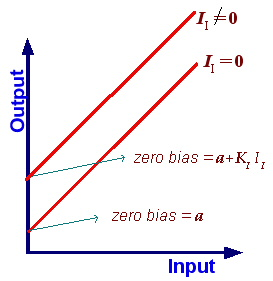 I_I ≠ 0
I_I = 0
Output
zero bias = a+K_I I_I
zero bias = a
Input